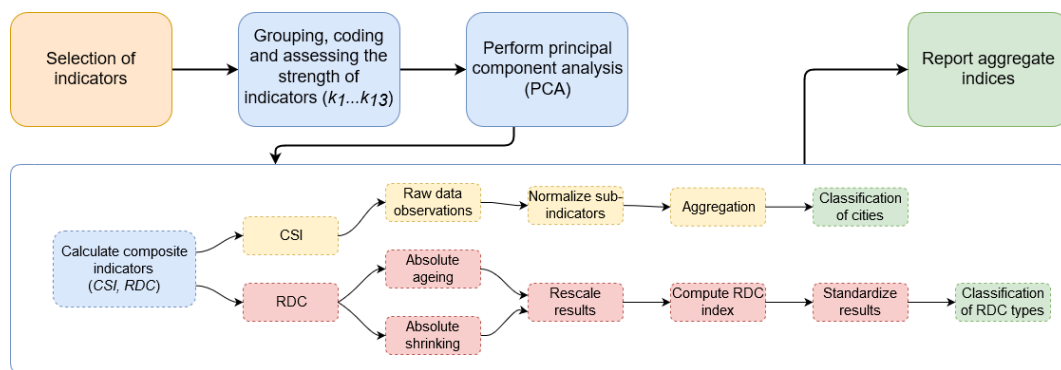 Selection of
indicators
Grouping, coding
and assessing the
strength of
indicators (k1...k13)
Perform principal
component analysis
(PCA)
Report aggregate
indices
Calculate composite
indicators
(CSI, RDC)
CSI
Raw data
observations
Normalize sub-
indicators
Aggregation
Classification
of cities
RDC
Absolute
ageing
Absolute
shrinking
Rescale
results
Compute RDC
index
Standardize
results
Classification
of RDC types